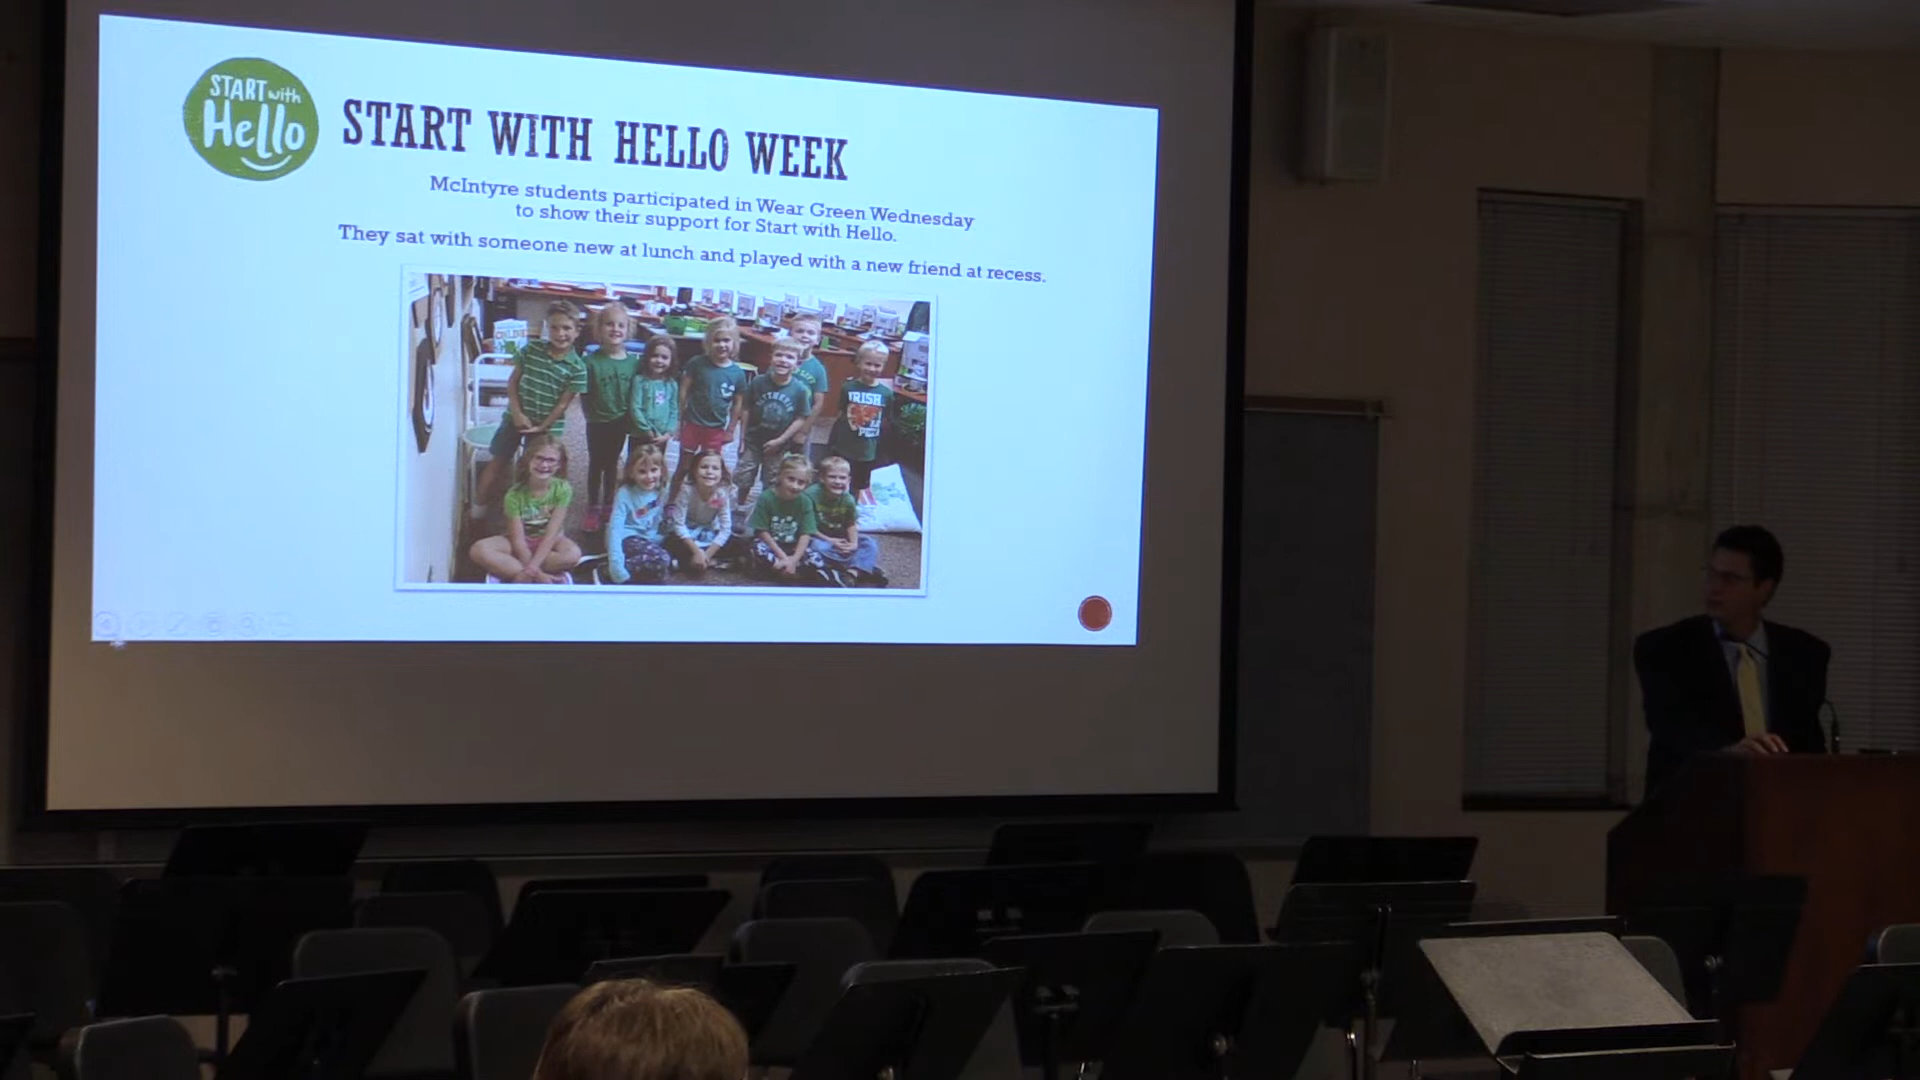 START with
Hello
START WITH HELLO WEEK
McIntyre students participated in Wear Green Wednesday
to show their support for Start with Hello.
They sat with someone new at lunch and played with a new friend at recess.
IRISH